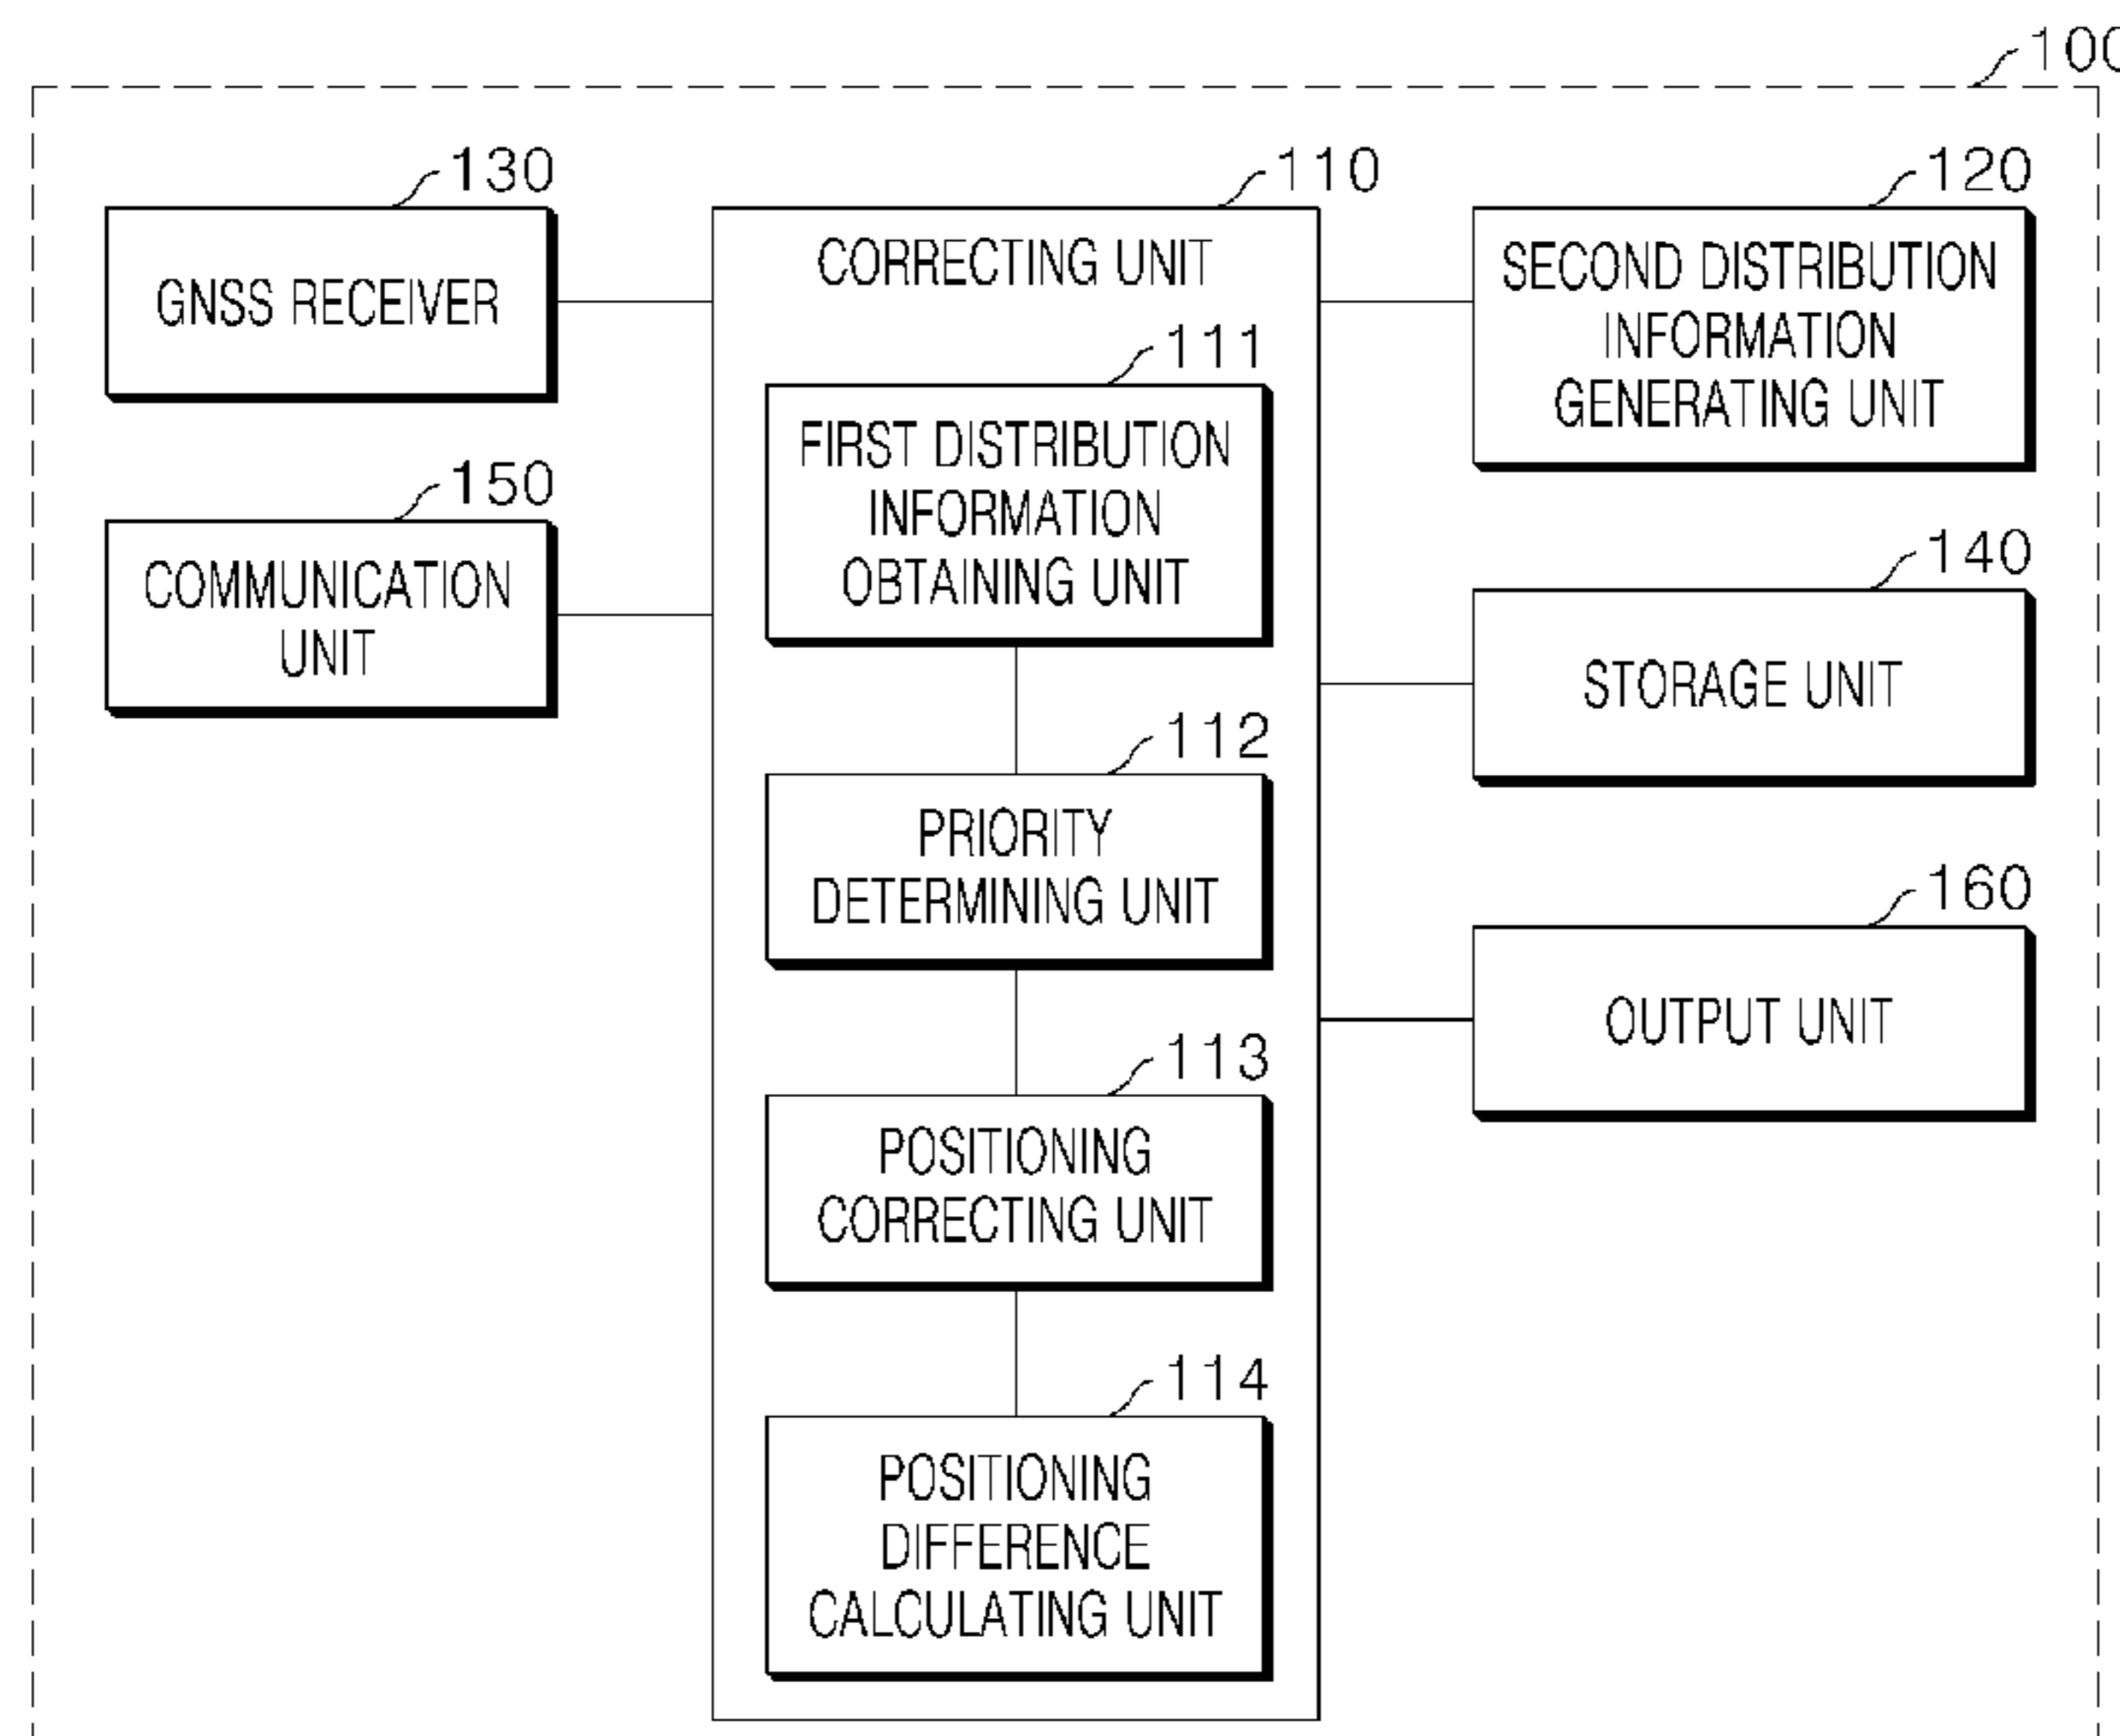 100
130
GNSS RECEIVER
150
COMMUNICATION
UNIT
110
CORRECTING UNIT
111
FIRST DISTRIBUTION
INFORMATION
OBTAINING UNIT
112
PRIORITY
DETERMINING UNIT
113
POSITIONING
CORRECTING UNIT
114
POSITIONING
DIFFERENCE
CALCULATING UNIT
120
SECOND DISTRIBUTION
INFORMATION
GENERATING UNIT
140
STORAGE UNIT
160
OUTPUT UNIT